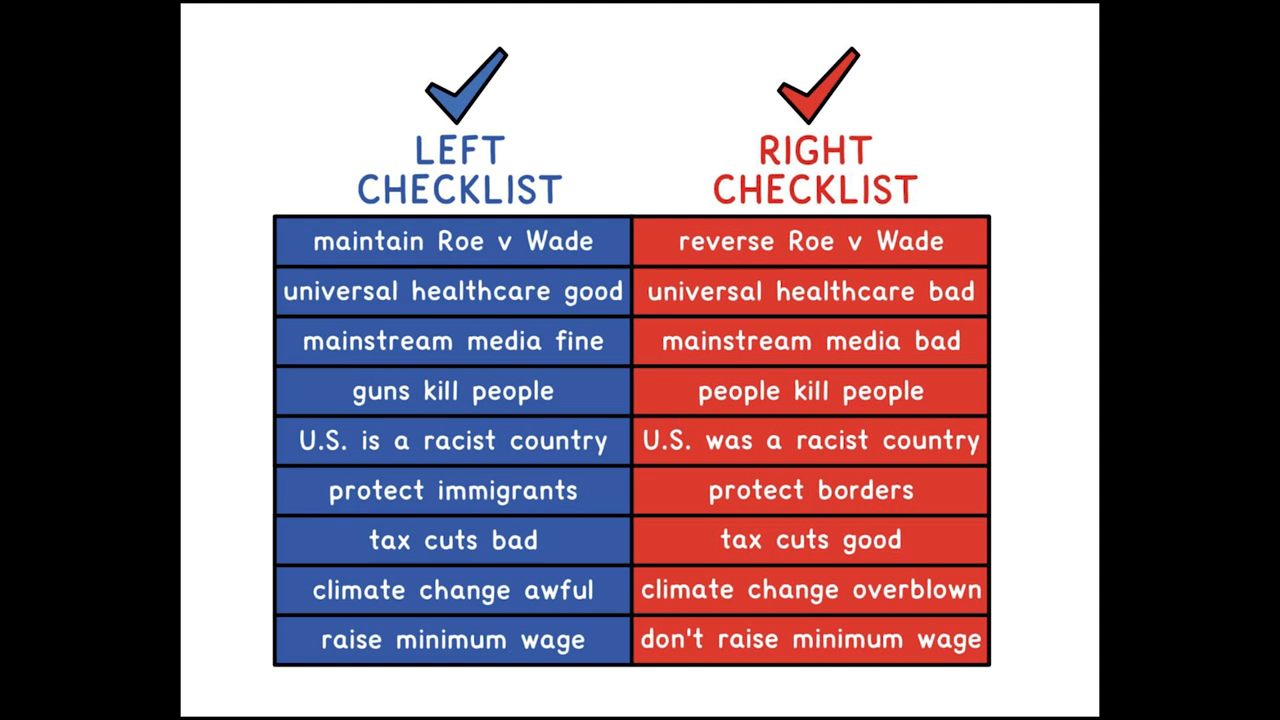 LEFT
CHECKLIST
RIGHT
CHECKLIST
maintain Roe v Wade
reverse Roe v Wade
universal healthcare good
universal healthcare bad
mainstream media fine
mainstream media bad
guns kill people
people kill people
U.S. is a racist country
U.S. was a racist country
protect immigrants
protect borders
tax cuts bad
tax cuts good
climate change awful
climate change overblown
raise minimum wage
don't raise minimum wage